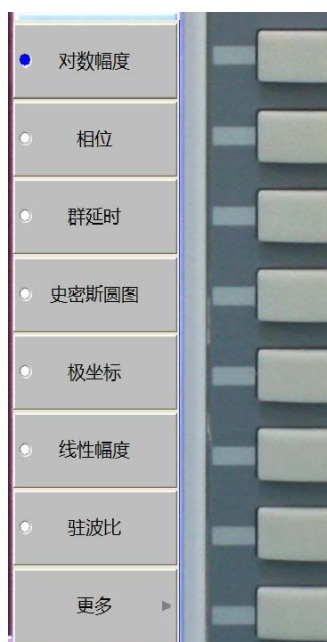 对数幅度
相位
群延时
史密斯圆图
极坐标
线性幅度
驻波比
更多